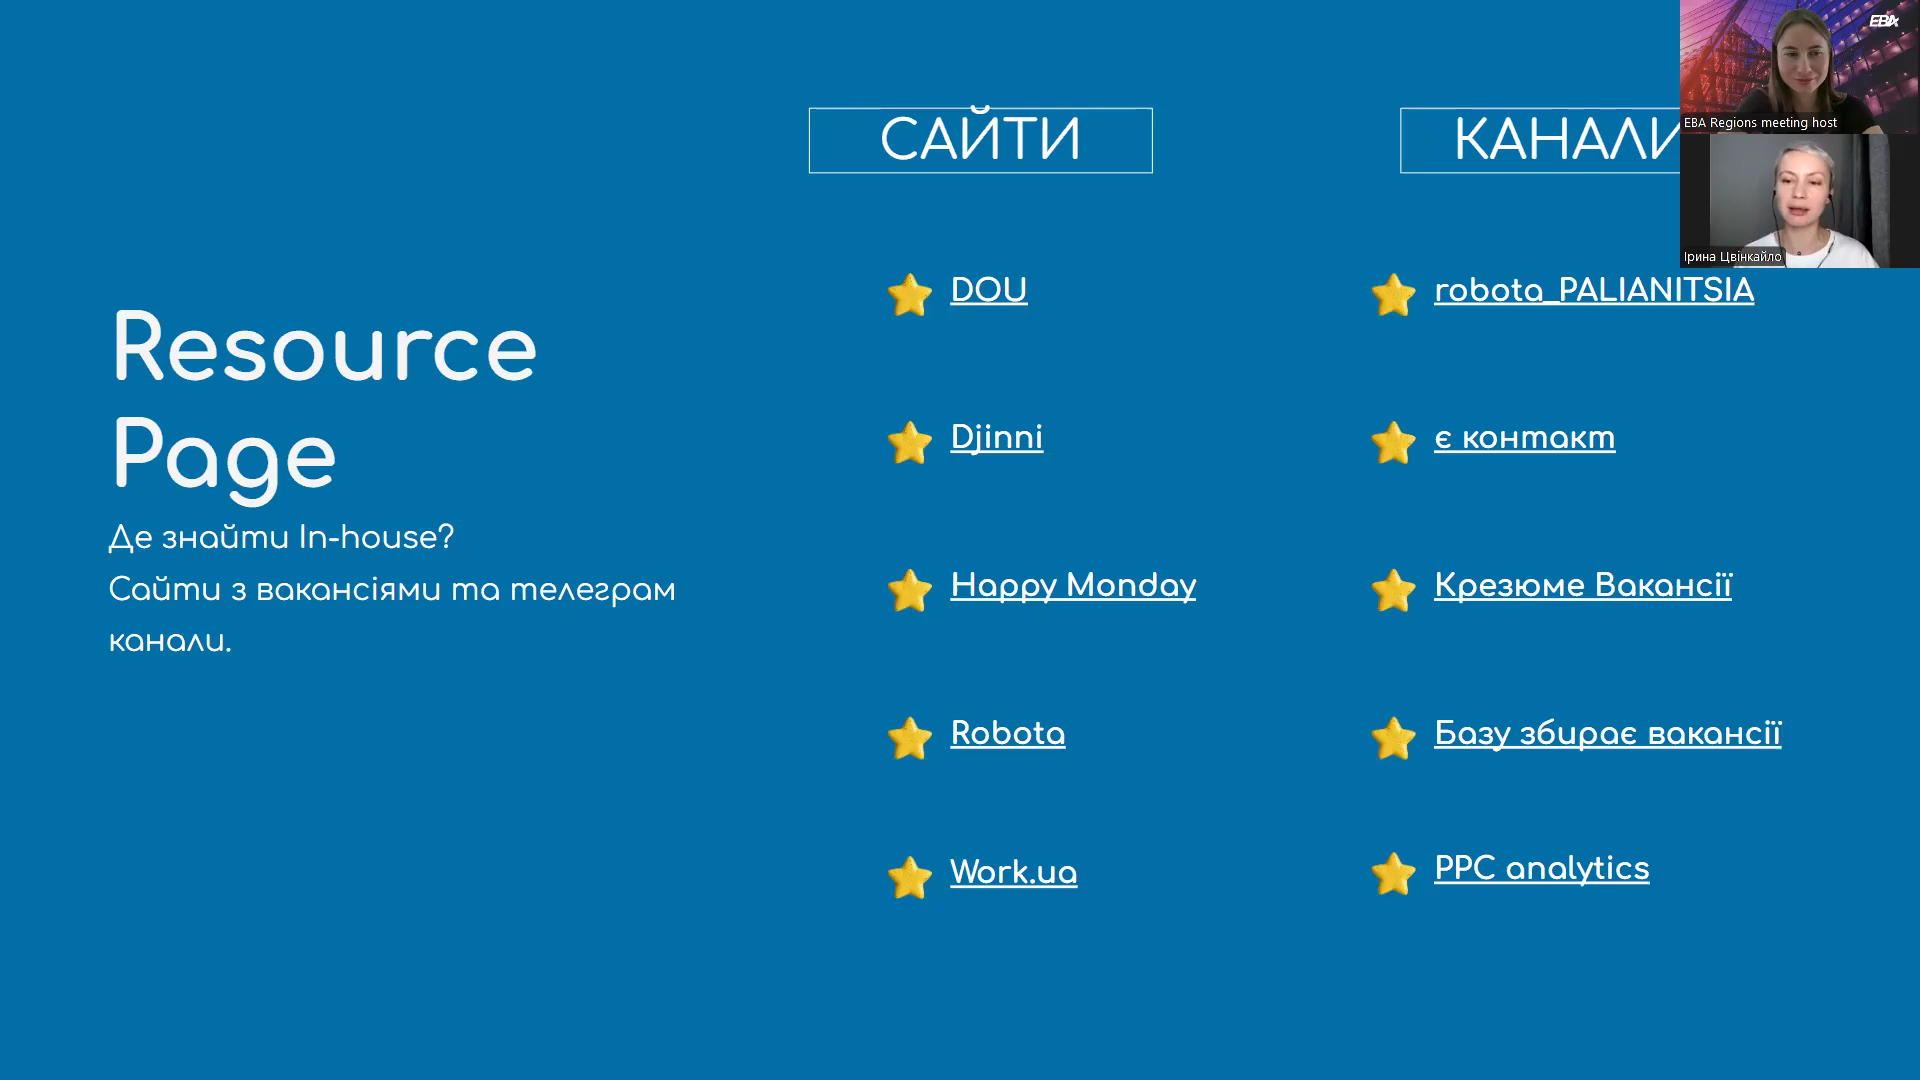 Resource
Page
Де знайти In-house?
Сайти з вакансіями та телеграм
канали.
САЙТИ
DOU
Djinni
Happy Monday
Robota
Work.ua
КАНАЛИ
robota_PALIANITSIA
є контакт
Крезюме Вакансії
Базу збирає вакансії
PPC analytics
EBA
EBA Regions meeting host
Ірина Цвінкайло